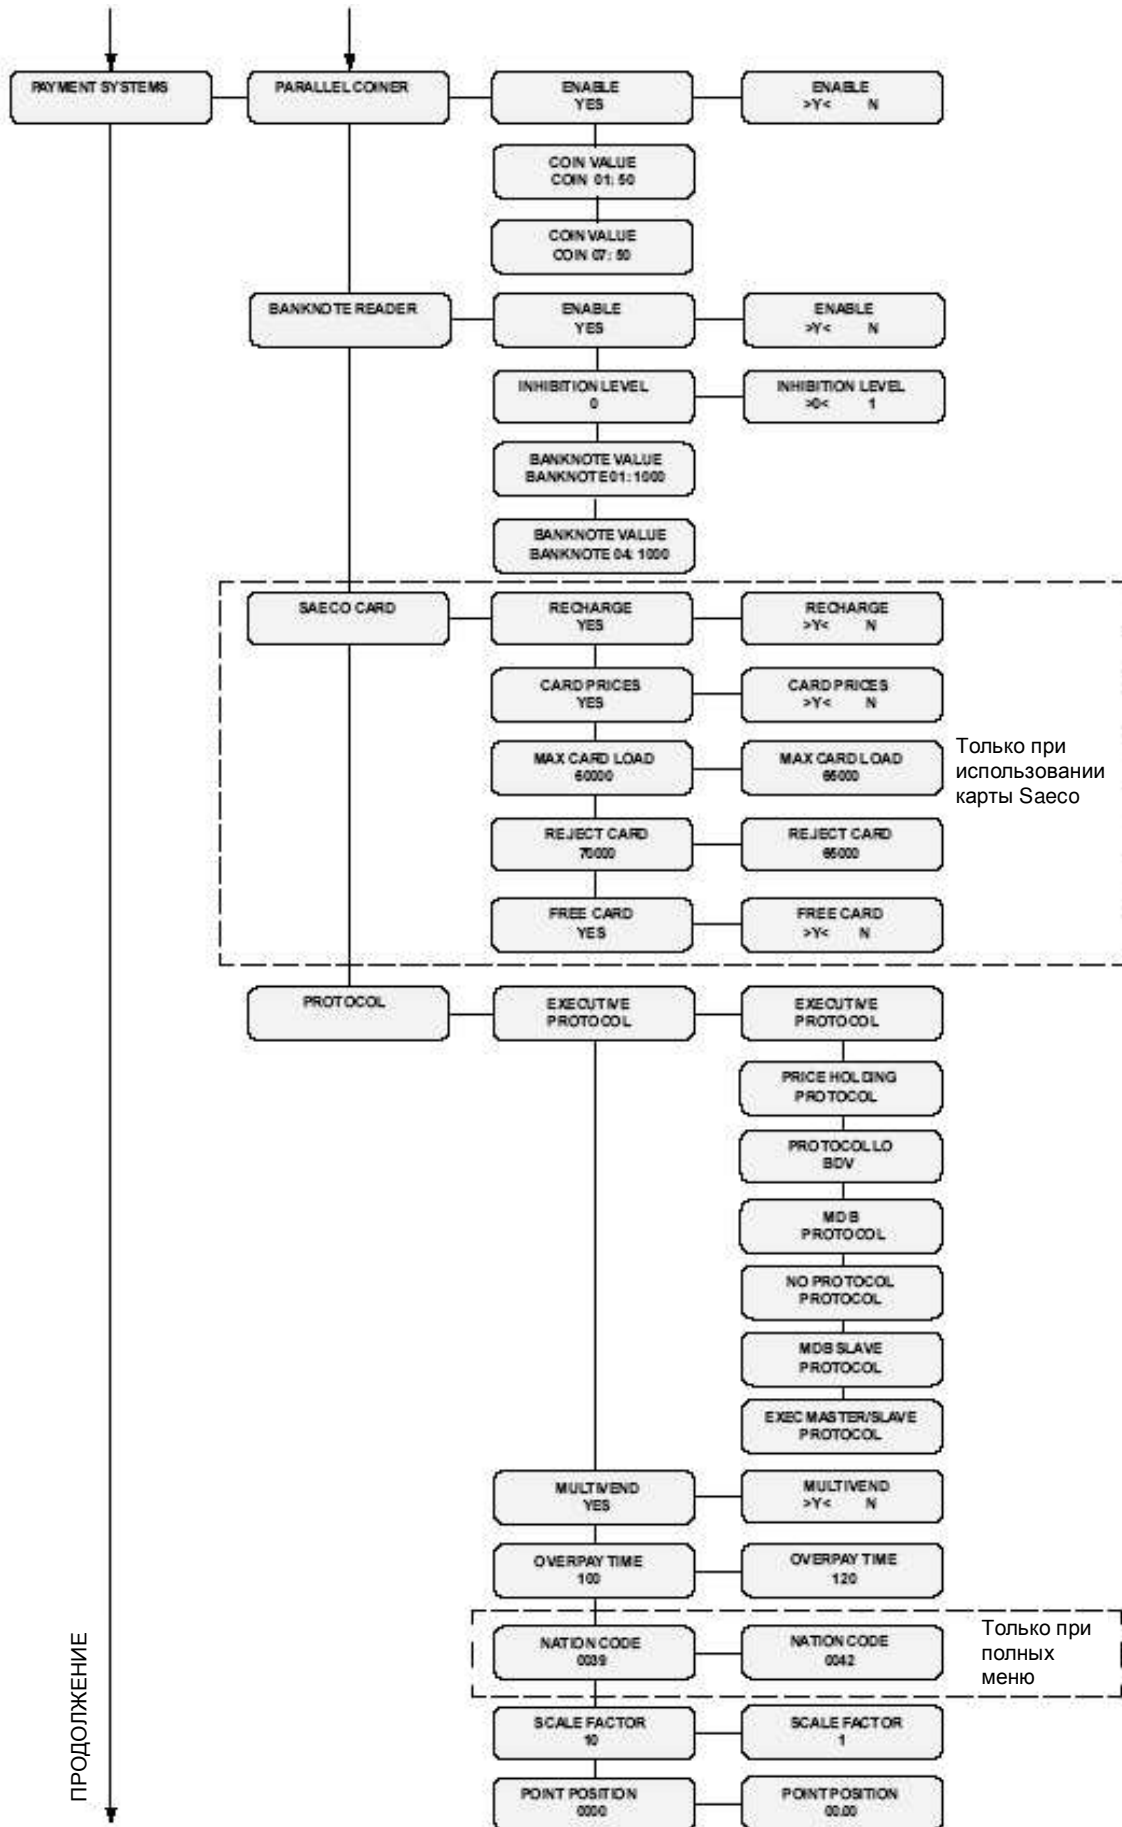 PAYMENT SYSTEMS
PARALLEL COINER
ENABLE
YES
ENABLE
>Y< N
COIN VALUE
COIN 01: 50
COIN VALUE
COIN 07: 50
BANKNOTE READER
ENABLE
YES
ENABLE
>Y< N
INHIBITION LEVEL
0
INHIBITION LEVEL
>0< 1
BANKNOTE VALUE
BANKNOTE 01: 1000
BANKNOTE VALUE
BANKNOTE 04: 1000
SAECO CARD
RECHARGE
YES
RECHARGE
>Y< N
CARD PRICES
YES
CARD PRICES
>Y< N
MAX CARD LOAD
60000
MAX CARD LOAD
65000
Только при
использовании
карты Saeco
REJECT CARD
70000
REJECT CARD
65000
FREE CARD
YES
FREE CARD
>Y< N
PROTOCOL
EXECUTIVE
PROTOCOL
EXECUTIVE
PROTOCOL
PRICE HOLDING
PROTOCOL
PROTOCOLLO
BDV
MDB
PROTOCOL
NO PROTOCOL
PROTOCOL
MDB SLAVE
PROTOCOL
EXEC MASTER/SLAVE
PROTOCOL
MULTIVEND
YES
MULTIVEND
>Y< N
OVERPAY TIME
100
OVERPAY TIME
120
NATION CODE
0039
NATION CODE
0042
Только при
полных
меню
SCALE FACTOR
10
SCALE FACTOR
1
POINT POSITION
0000
POINT POSITION
00.00
ПРОДОЛЖЕНИЕ